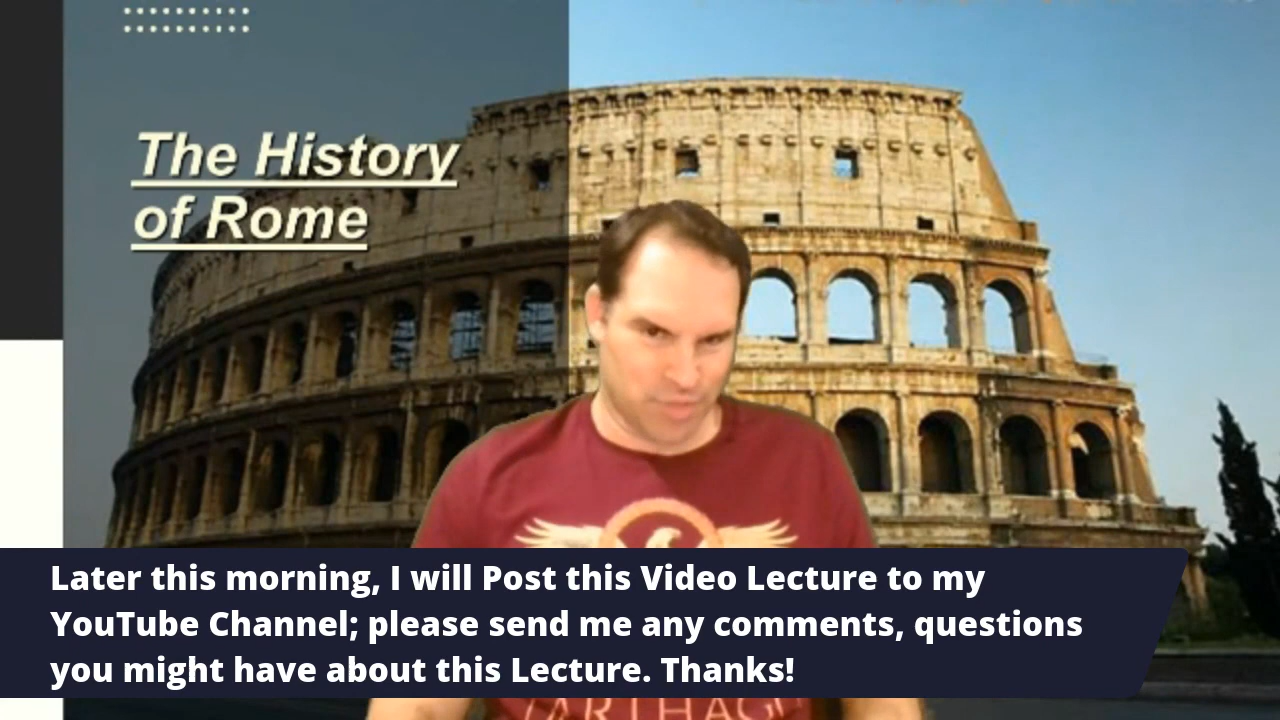 The History
of Rome
Later this morning, I will Post this Video Lecture to my
YouTube Channel; please send me any comments, questions
you might have about this Lecture. Thanks!